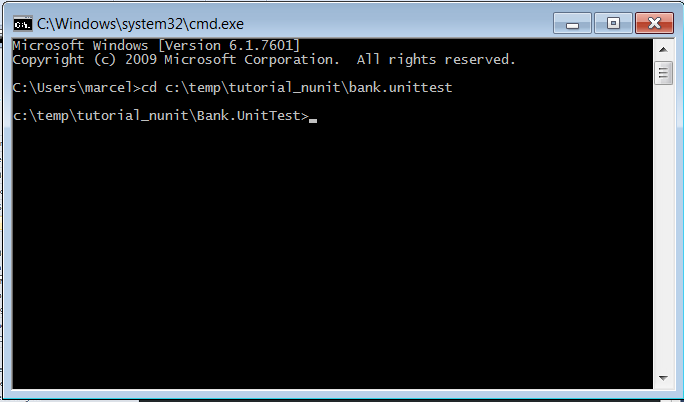 C:\Windows\system32\cmd.exe
Microsoft Windows [Version 6.1.7601]
Copyright (c) 2009 Microsoft Corporation.  All rights reserved.
C:\Users\marcel>cd c:\temp\tutorial_nunit\bank.unittest
c:\temp\tutorial_nunit\Bank.UnitTest>